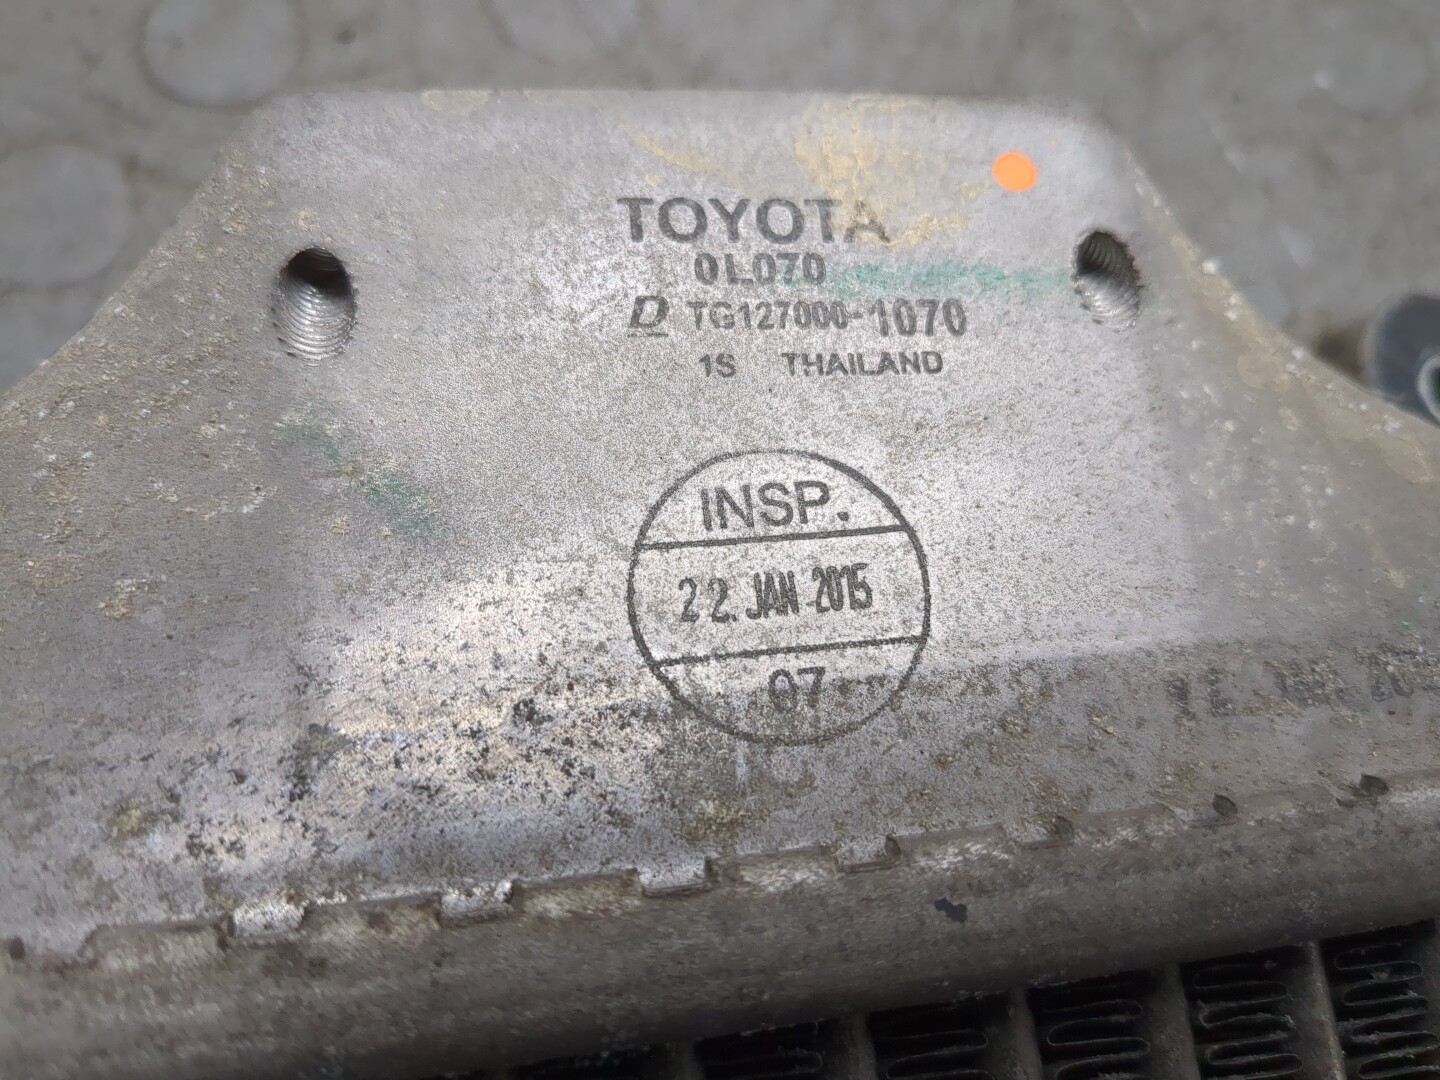 TOYOTA
0L070
D TG127000-1070
1S THAILAND
INSP.
22. JAN 2015
07